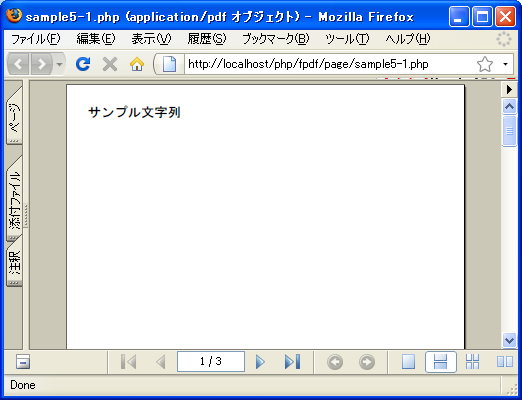 sample5-1.php (application/pdf オブジェクト) - Mozilla Firefox
ファイル(F) 編集(E) 表示(V) 履歴(S) ブックマーク(B) ツール(T) ヘルプ(H)
http://localhost/php/fpdf/page/sample5-1.php
ページ
添付ファイル
注釈
サンプル文字列
1 / 3
Done